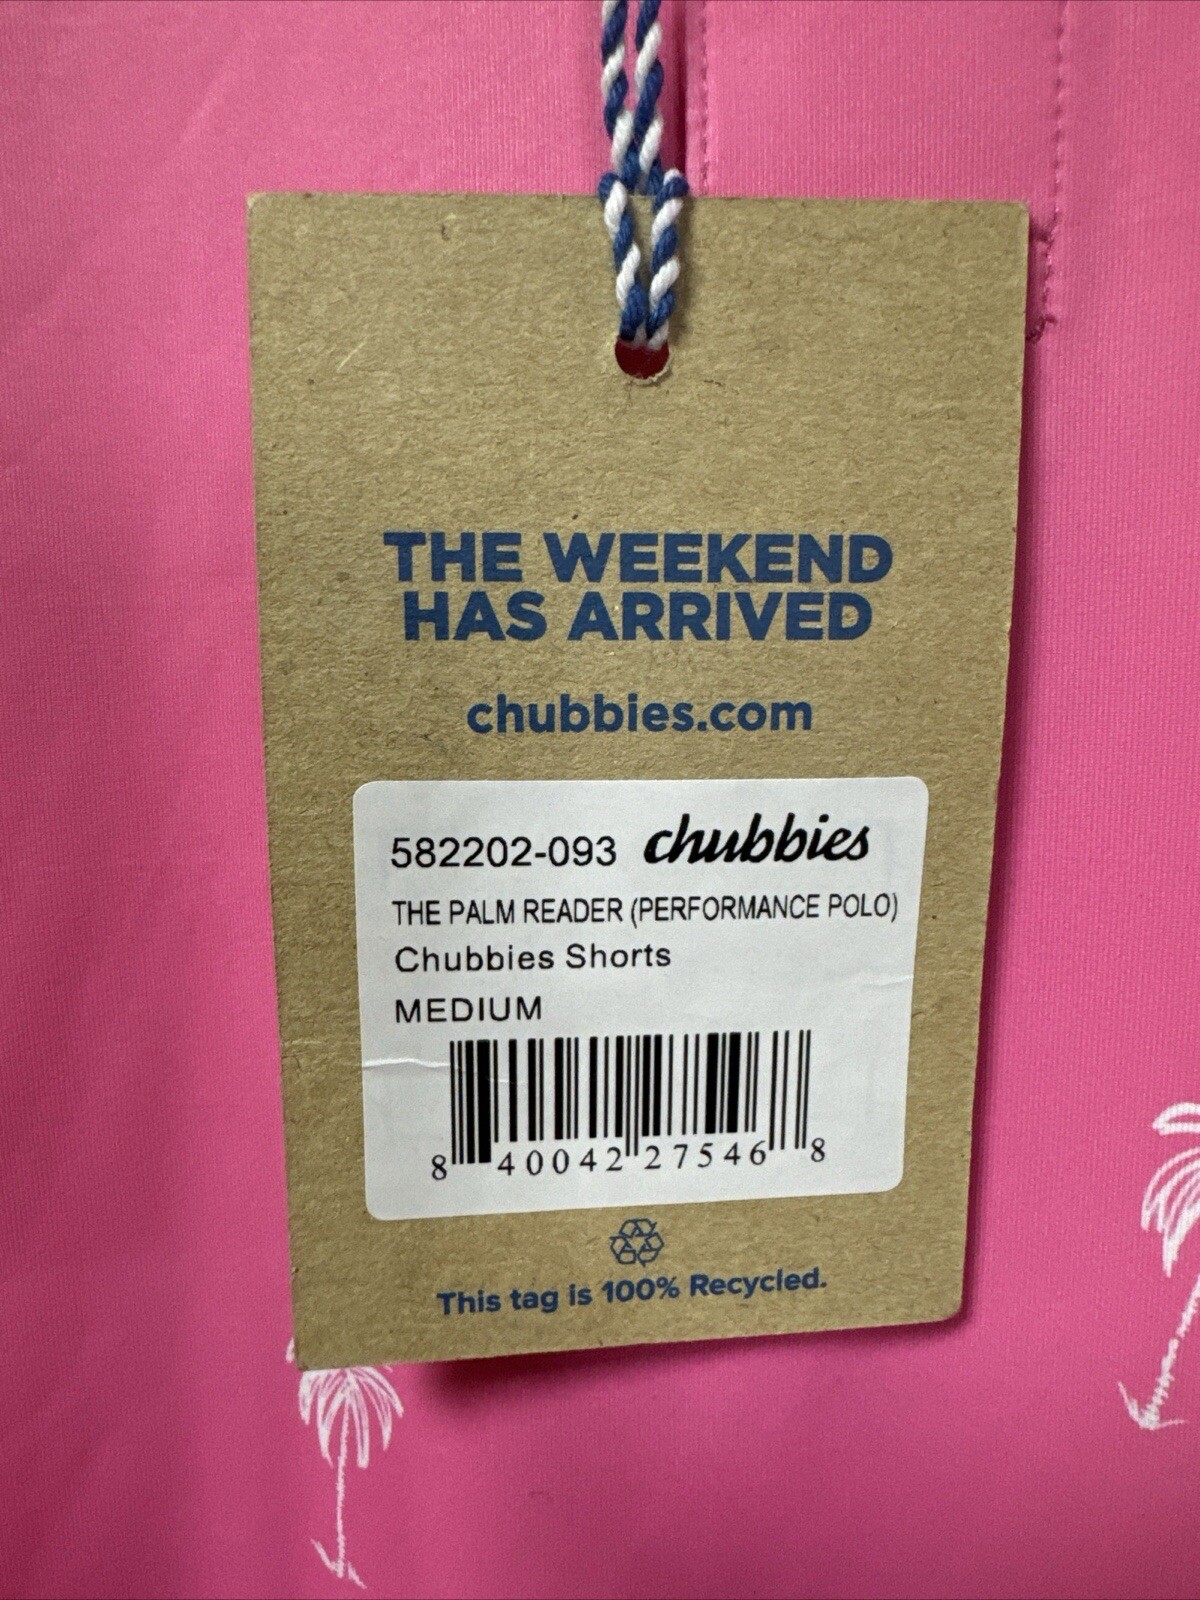 THE WEEKEND
HAS ARRIVED
chubbies.com
582202-093 chubbies
THE PALM READER (PERFORMANCE POLO)
Chubbies Shorts
MEDIUM
8 40042 27546 8
This tag is 100% Recycled.